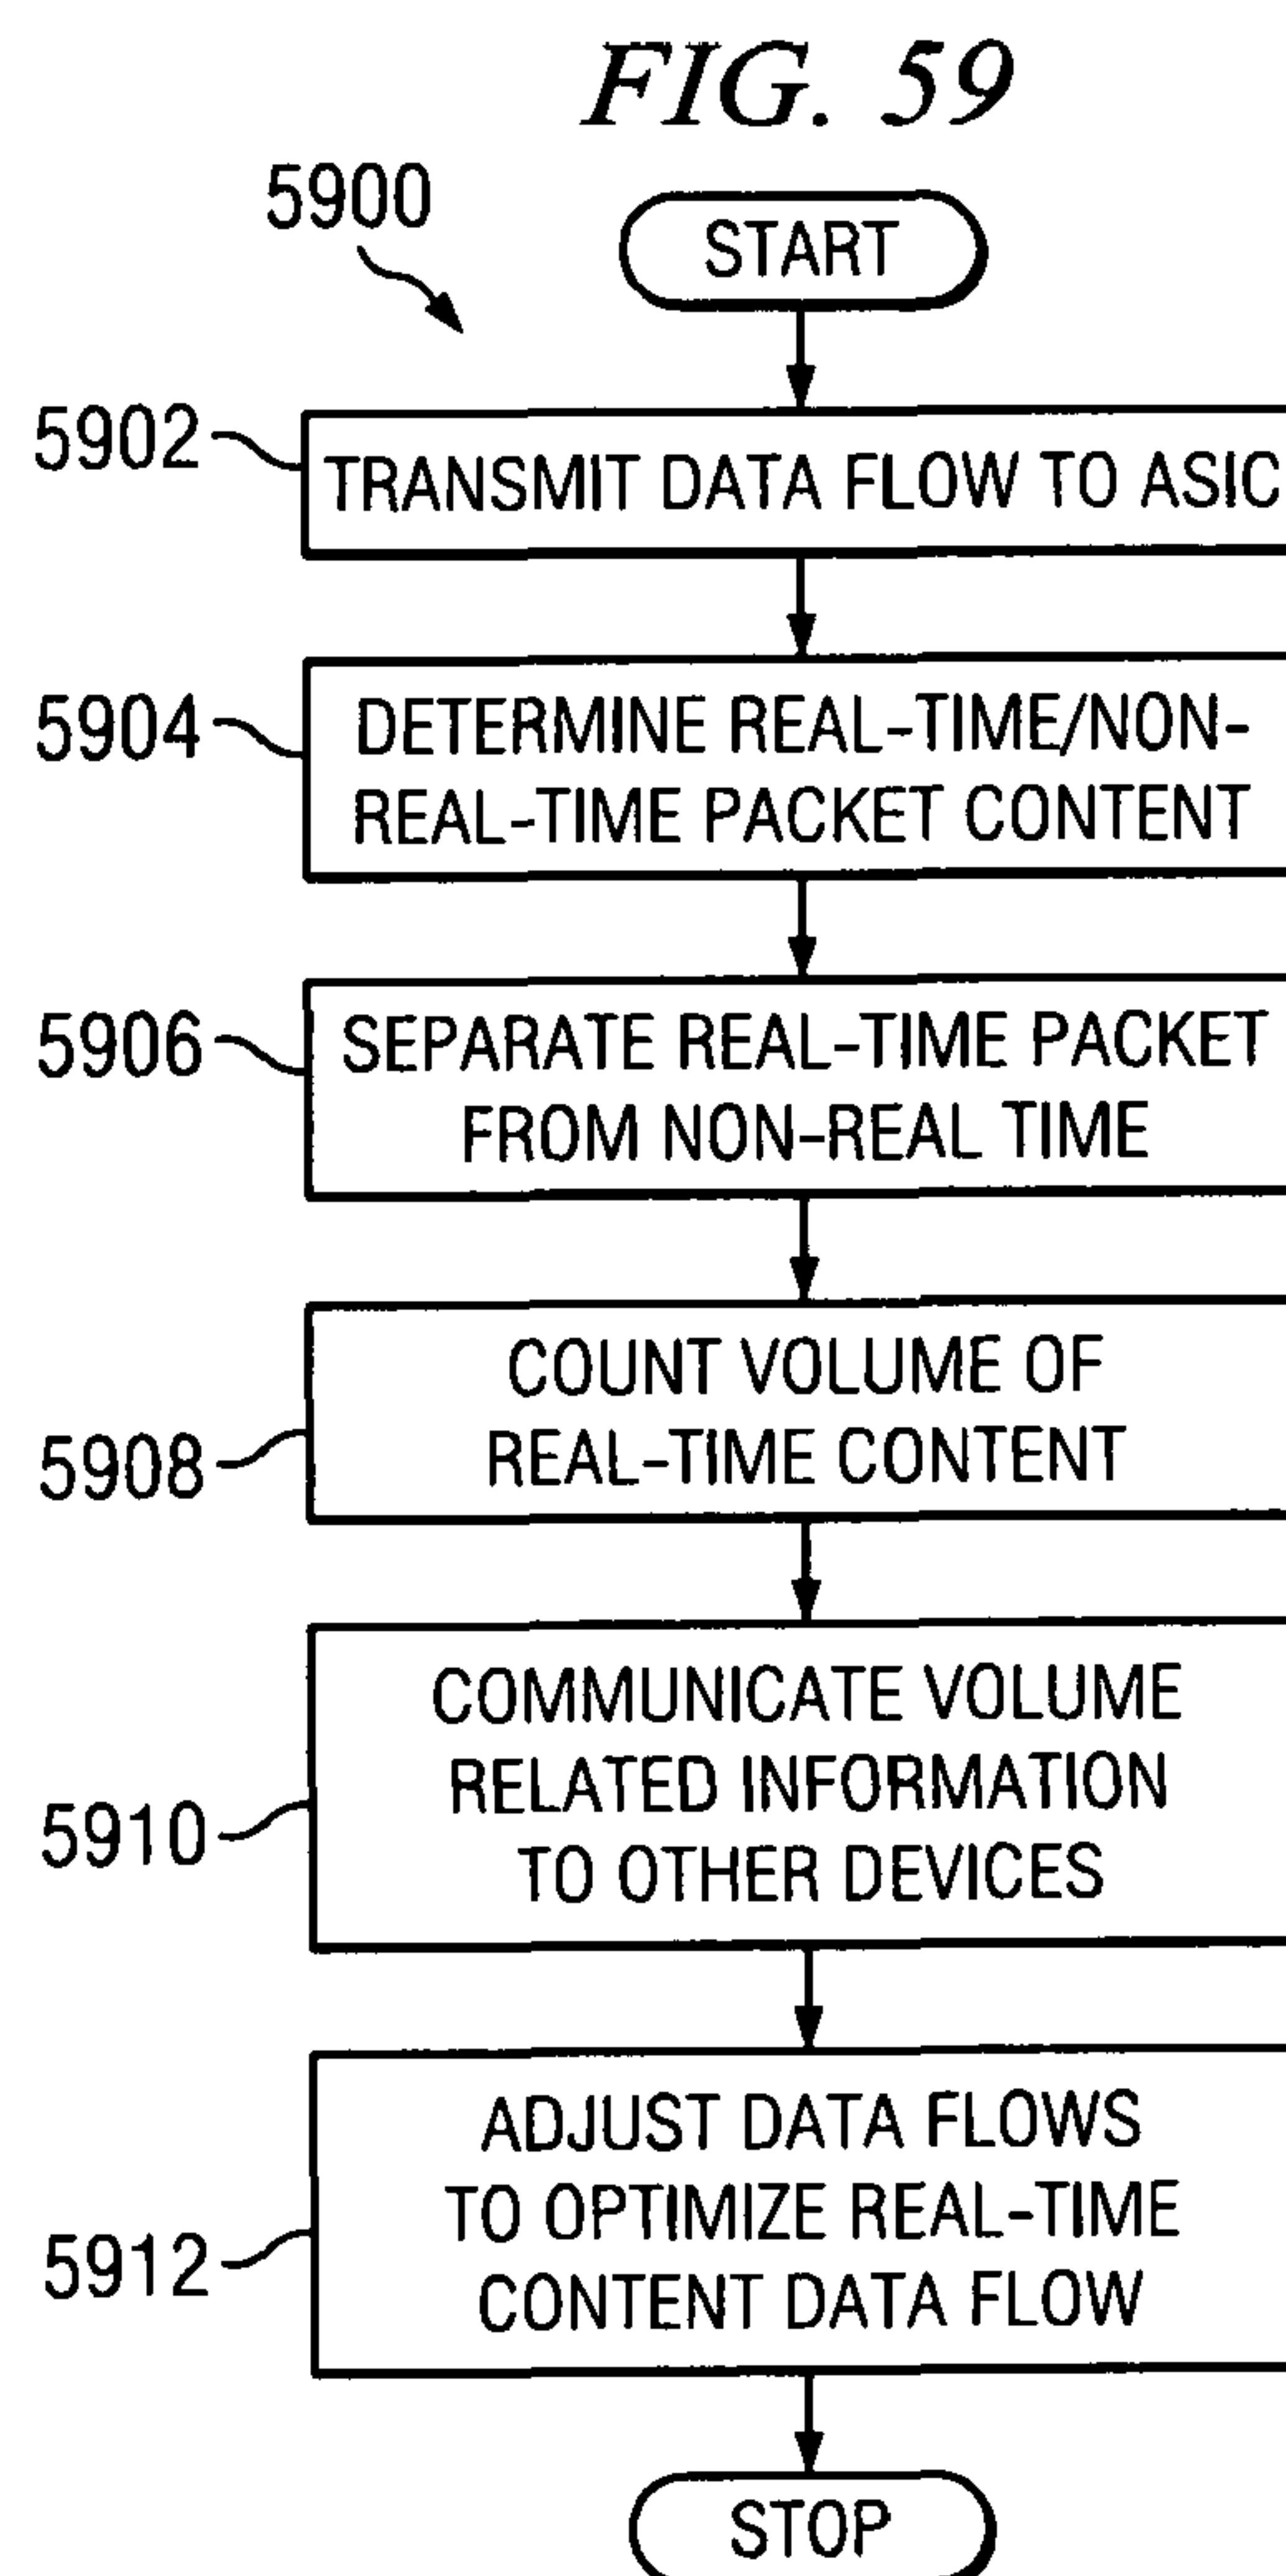 FIG. 59
5900
START
5902
TRANSMIT DATA FLOW TO ASIC
5904
DETERMINE REAL-TIME/NON-
REAL-TIME PACKET CONTENT
5906
SEPARATE REAL-TIME PACKET
FROM NON-REAL TIME
5908
COUNT VOLUME OF
REAL-TIME CONTENT
5910
COMMUNICATE VOLUME
RELATED INFORMATION
TO OTHER DEVICES
5912
ADJUST DATA FLOWS
TO OPTIMIZE REAL-TIME
CONTENT DATA FLOW
STOP